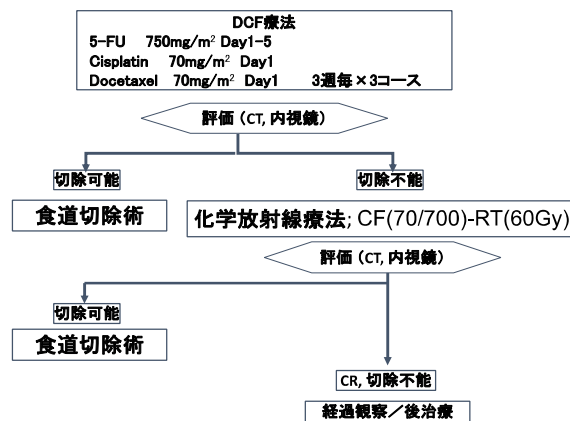 DCF療法
5-FU 750mg/m² Day1-5
Cisplatin 70mg/m² Day1
Docetaxel 70mg/m² Day1 3週毎×3コース
評価(CT, 内視鏡)
切除可能 切除不能
食道切除術 化学放射線療法; CF(70/700)-RT(60Gy)
評価(CT, 内視鏡)
切除可能
食道切除術
CR, 切除不能
経過観察/後治療